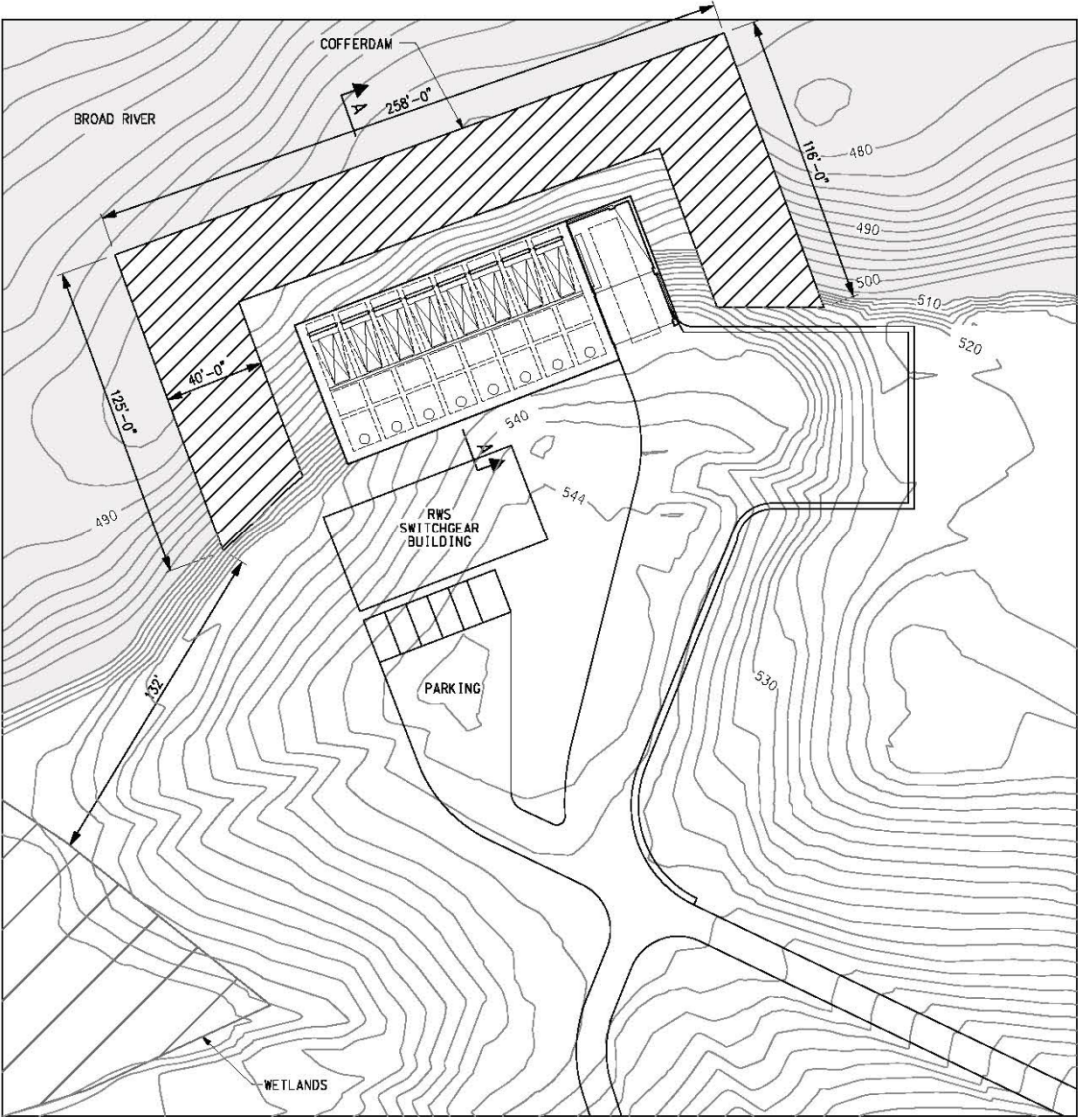 COFFERDAM
A
258'-0"
BROAD RIVER
116'-0"
480
490
500
510
520
40'-0"
125'-0"
540
A
544
490
RWS
SWITCHGEAR
BUILDING
132'
PARKING
530
WETLANDS